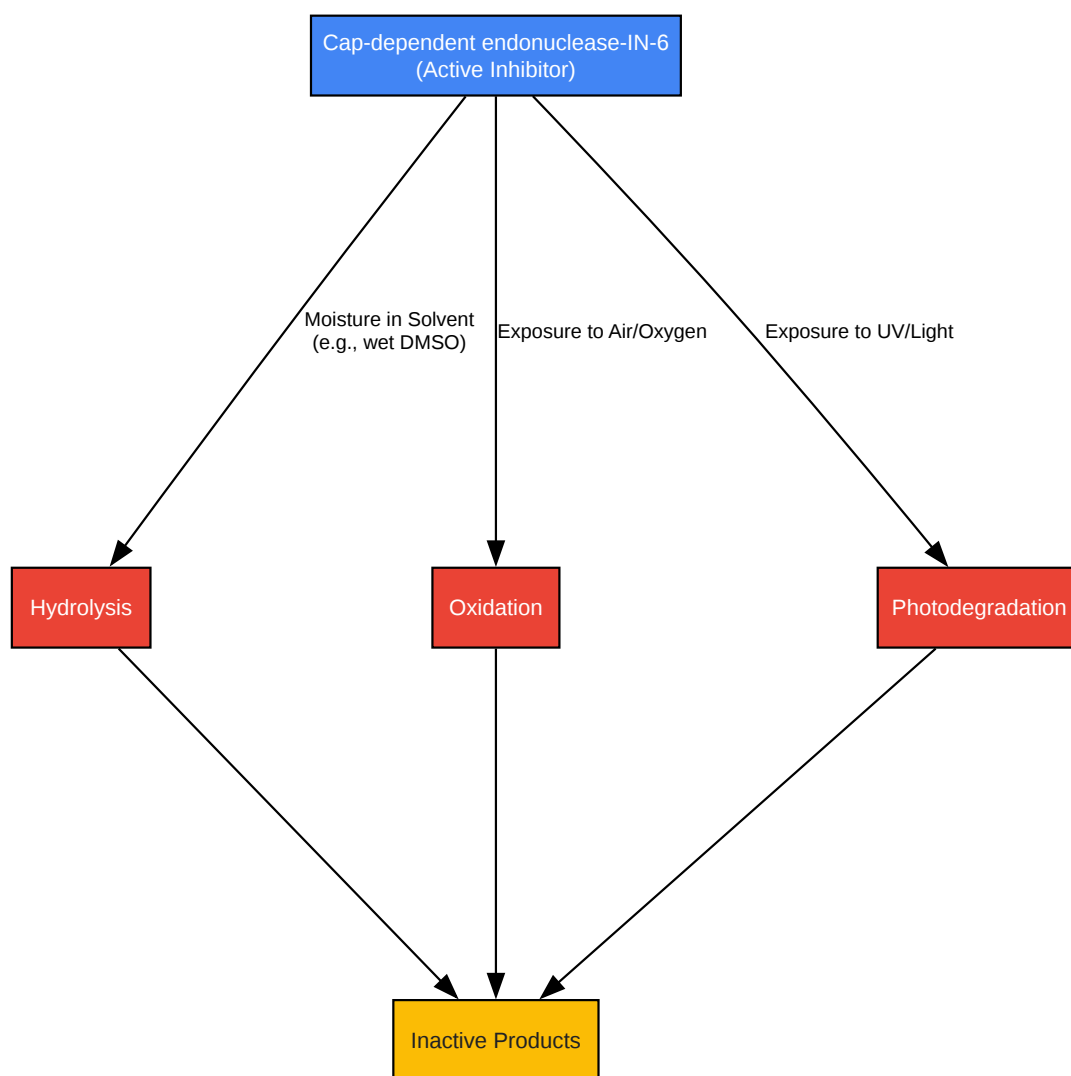 Cap-dependent endonuclease-IN-6
(Active Inhibitor)
Moisture in Solvent
(e.g., wet DMSO)
Exposure to Air/Oxygen
Exposure to UV/Light
Hydrolysis
Oxidation
Photodegradation
Inactive Products